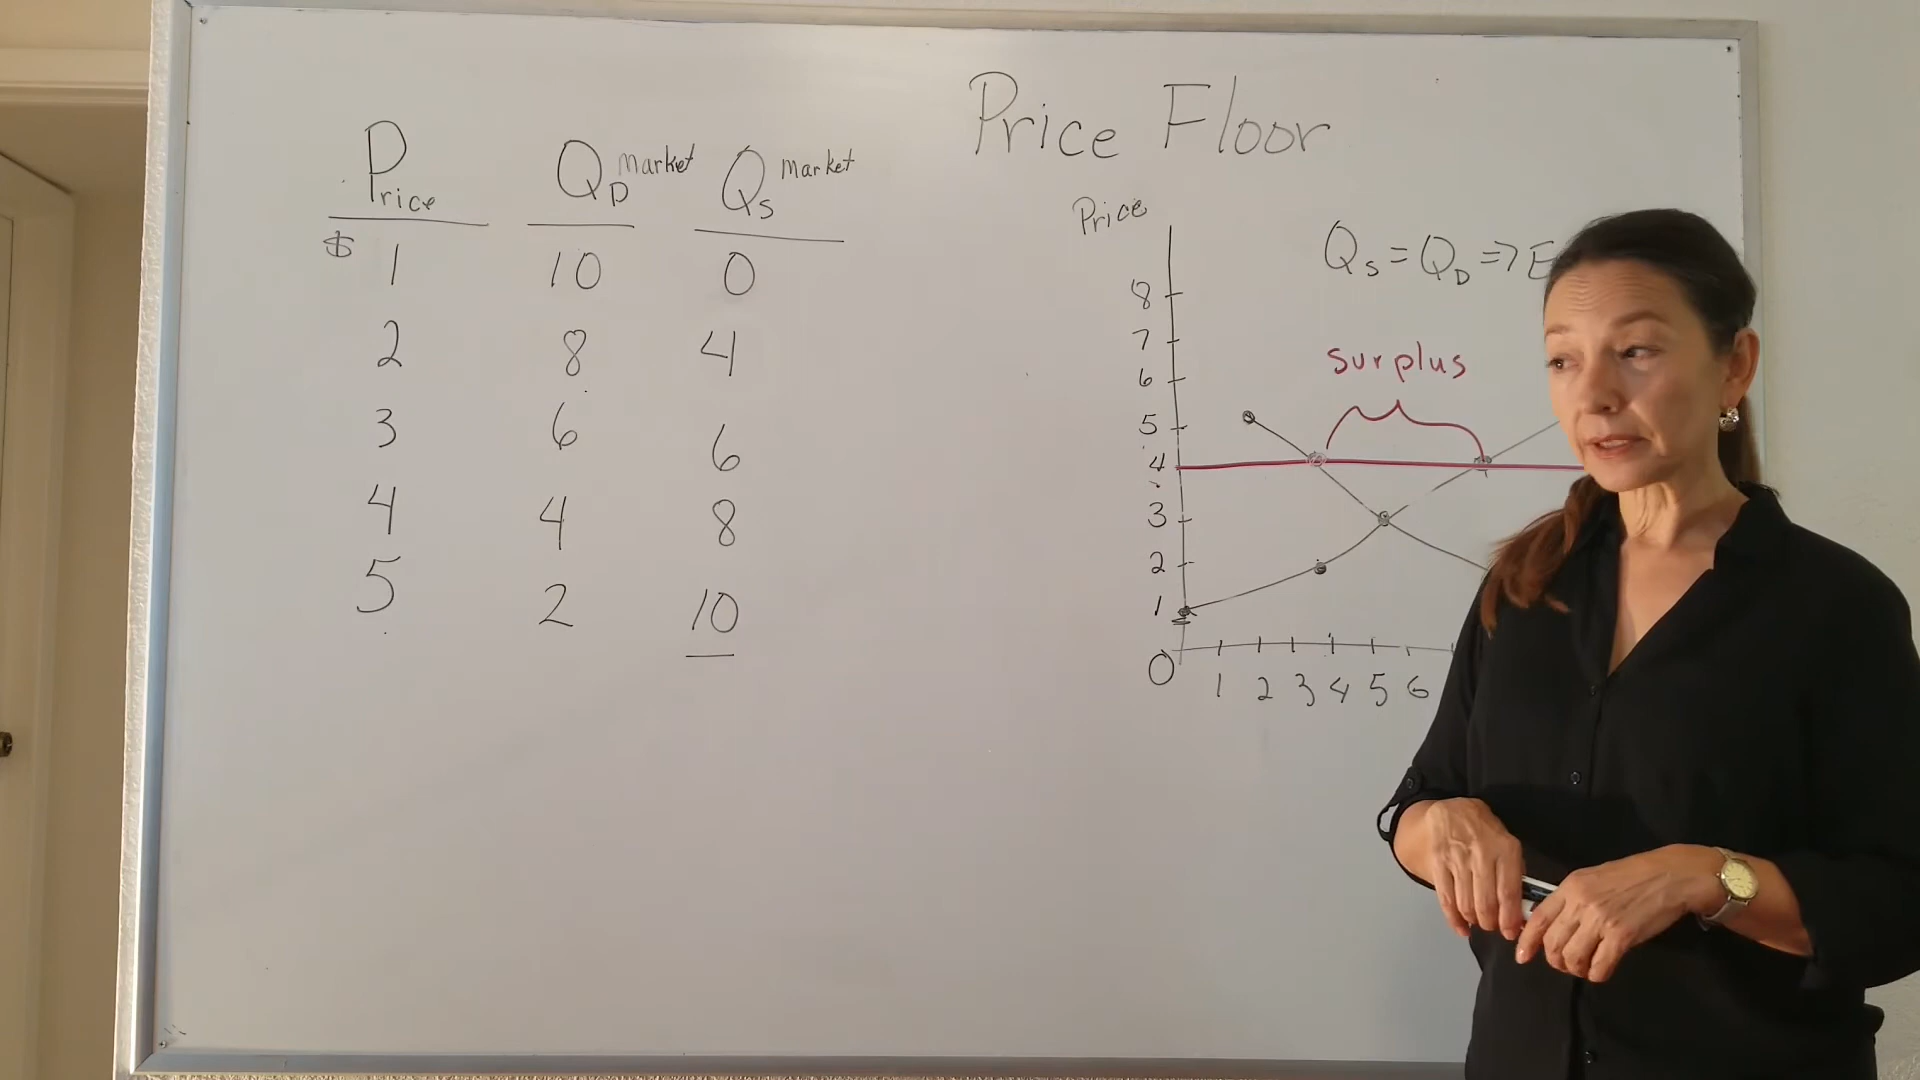 Price Floor
Price QD market Qs market
$ 1 10 0
2 8 4
3 6 6
4 4 8
5 2 10
Price
Qs = QD => E
surplus
8
7
6
5
4
3
2
1
0
1 2 3 4 5 6